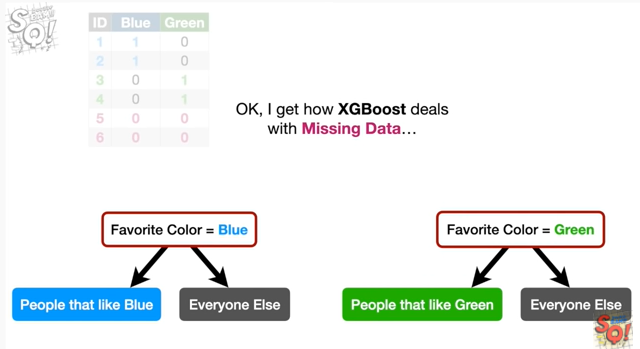 ID Blue Green
1 1 0
2 1 0
3 0 1
4 0 1
5 0 0
6 0 0
OK, I get how XGBoost deals
with Missing Data…
Favorite Color = Blue
Favorite Color = Green
People that like Blue
Everyone Else
People that like Green
Everyone Else
SQ!
SQ!